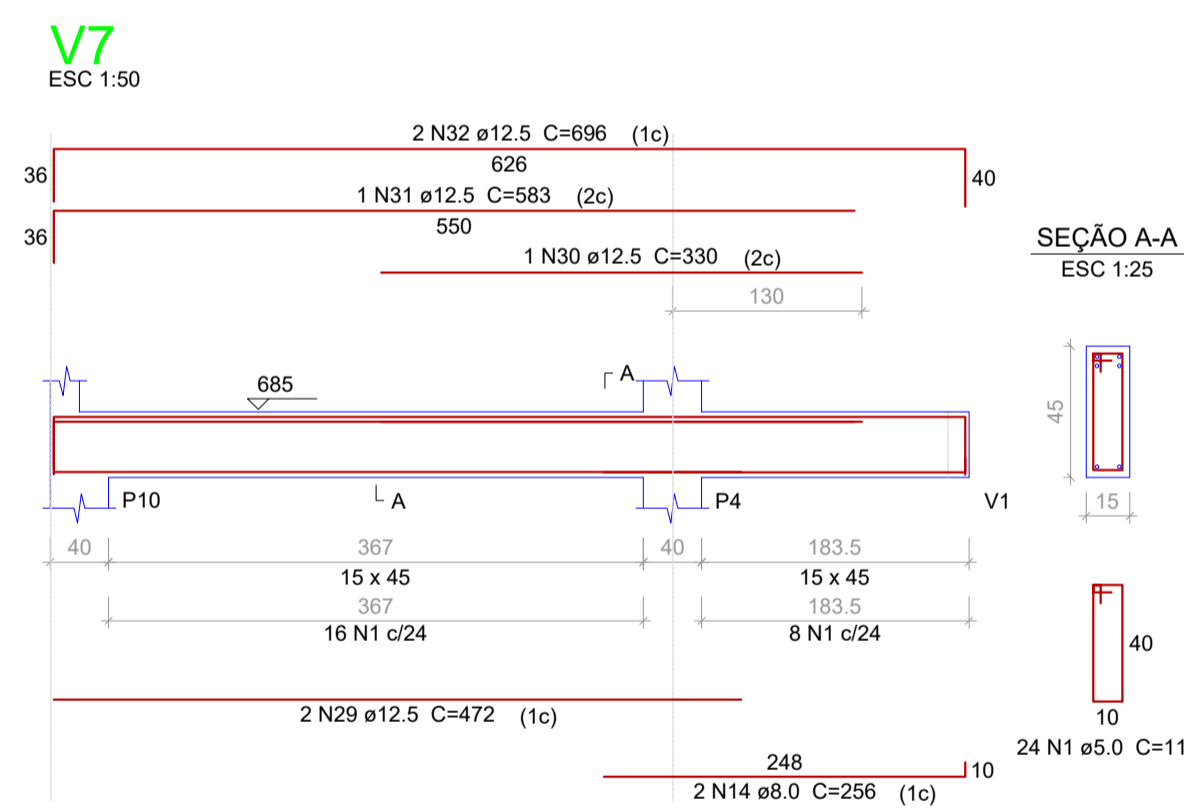 V7
ESC 1:50
2 N32 ø12.5 C=696 (1c)
36
626
40
1 N31 ø12.5 C=583 (2c)
36
550
1 N30 ø12.5 C=330 (2c)
130
SEÇÃO A-A
ESC 1:25
685
A
45
P10
A
P4
V1
15
40
367
40
183.5
15 x 45
15 x 45
367
183.5
16 N1 c/24
8 N1 c/24
40
10
2 N29 ø12.5 C=472 (1c)
24 N1 ø5.0 C=11
248
10
2 N14 ø8.0 C=256 (1c)